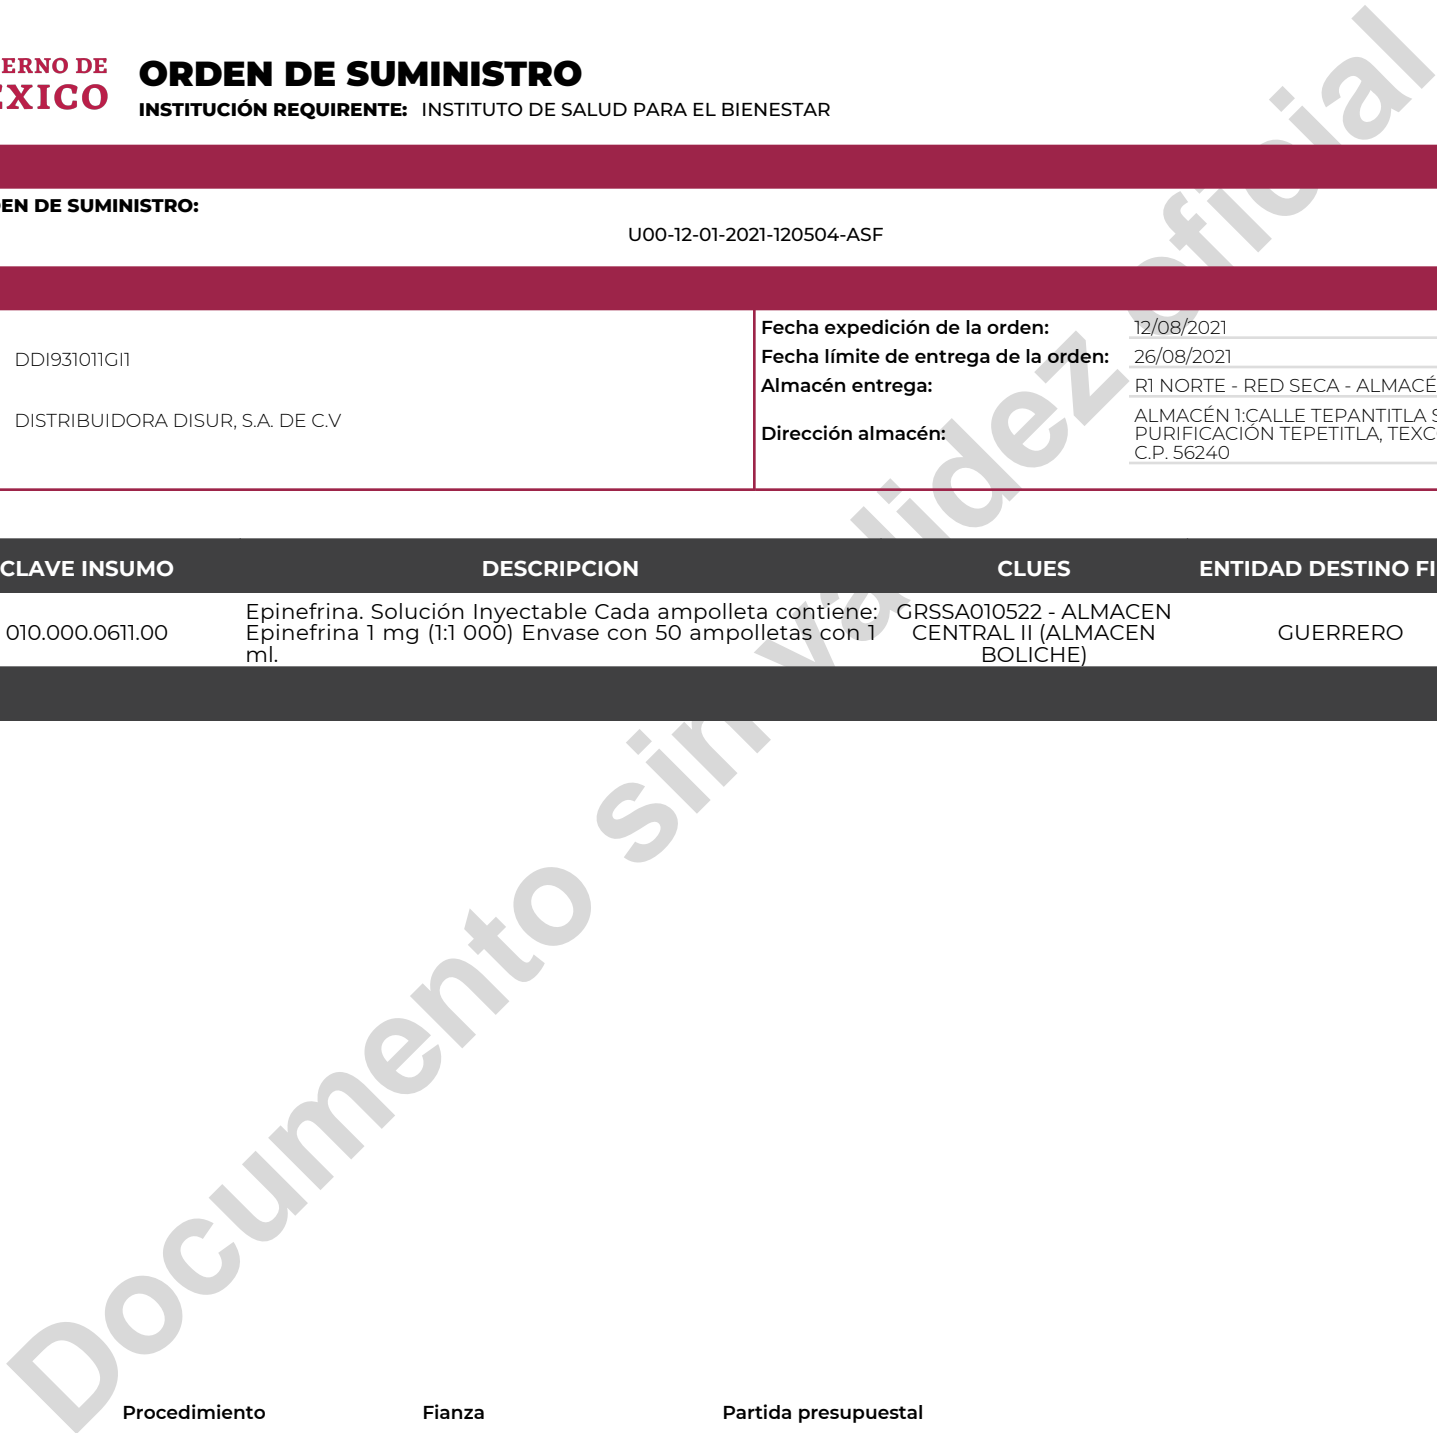 ERNO DE
ORDEN DE SUMINISTRO
EXICO
INSTITUCIÓN REQUIRENTE: INSTITUTO DE SALUD PARA EL BIENESTAR
EN DE SUMINISTRO:
U00-12-01-2021-120504-ASF
DDI931011GI1
DISTRIBUIDORA DISUR, S.A. DE C.V
Fecha expedición de la orden: 12/08/2021
Fecha límite de entrega de la orden: 26/08/2021
Almacén entrega: R1 NORTE - RED SECA - ALMACÉ
Dirección almacén: ALMACÉN 1:CALLE TEPANTITLA S
PURIFICACIÓN TEPETITLA, TEXC
C.P. 56240
CLAVE INSUMO DESCRIPCION CLUES ENTIDAD DESTINO FI
010.000.0611.00
Epinefrina. Solución Inyectable Cada ampolleta contiene:
Epinefrina 1 mg (1:1 000) Envase con 50 ampolletas con 1
ml.
GRSSA010522 - ALMACEN
CENTRAL II (ALMACEN
BOLICHE)
GUERRERO
Documento sin validez oficial
Procedimiento Fianza Partida presupuestal